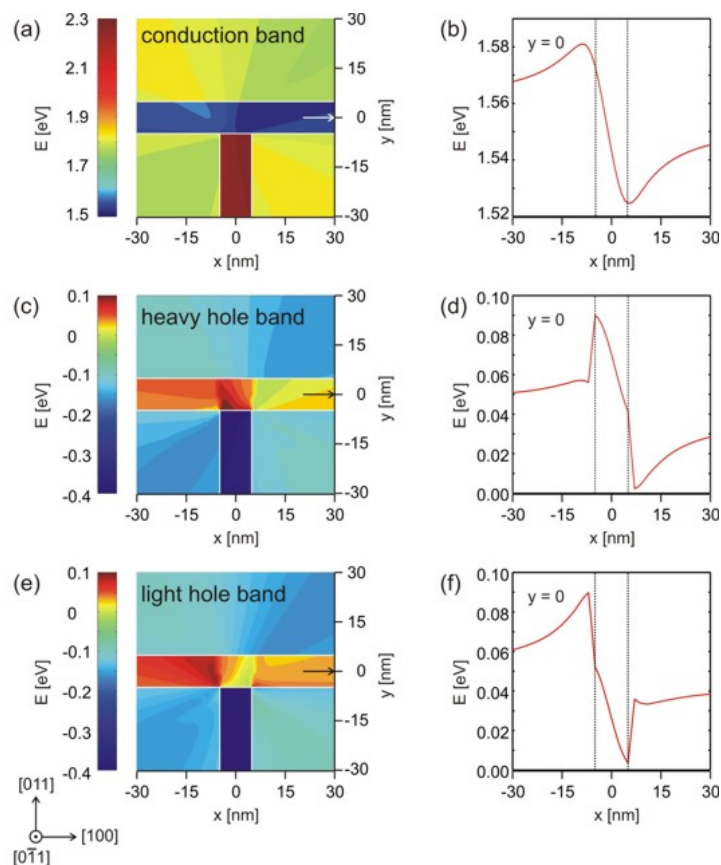 (a)
2.3
2.1
1.9
1.7
1.5
E [eV]
conduction band
30
15
0
-15
-30
y [nm]
-30 -15 0 15 30
x [nm]
(b)
y = 0
1.58
1.56
1.54
1.52
E [eV]
-30 -15 0 15 30
x [nm]
(c)
0.1
0
-0.1
-0.2
-0.3
-0.4
E [eV]
heavy hole band
30
15
0
-15
-30
y [nm]
-30 -15 0 15 30
x [nm]
(d)
y = 0
0.10
0.08
0.06
0.04
0.02
0.00
E [eV]
-30 -15 0 15 30
x [nm]
(e)
0.1
0
-0.1
-0.2
-0.3
-0.4
E [eV]
light hole band
30
15
0
-15
-30
y [nm]
-30 -15 0 15 30
x [nm]
(f)
y = 0
0.10
0.08
0.06
0.04
0.02
0.00
E [eV]
-30 -15 0 15 30
x [nm]
[011]
[100]
[01̄1]